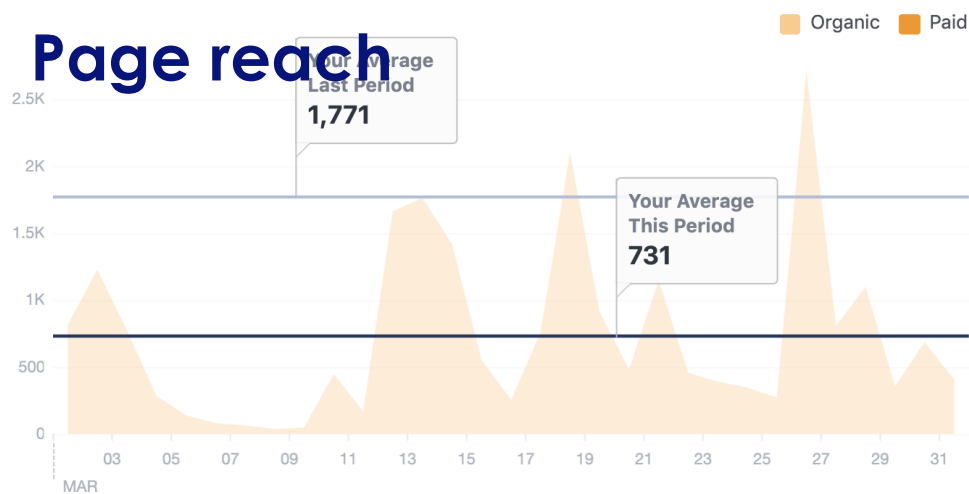 Organic Paid
Page reach
Your Average
Last Period
1,771
2.5K
2K
Your Average
This Period
731
1.5K
1K
500
0
03 05 07 09 11 13 15 17 19 21 23 25 27 29 31
MAR